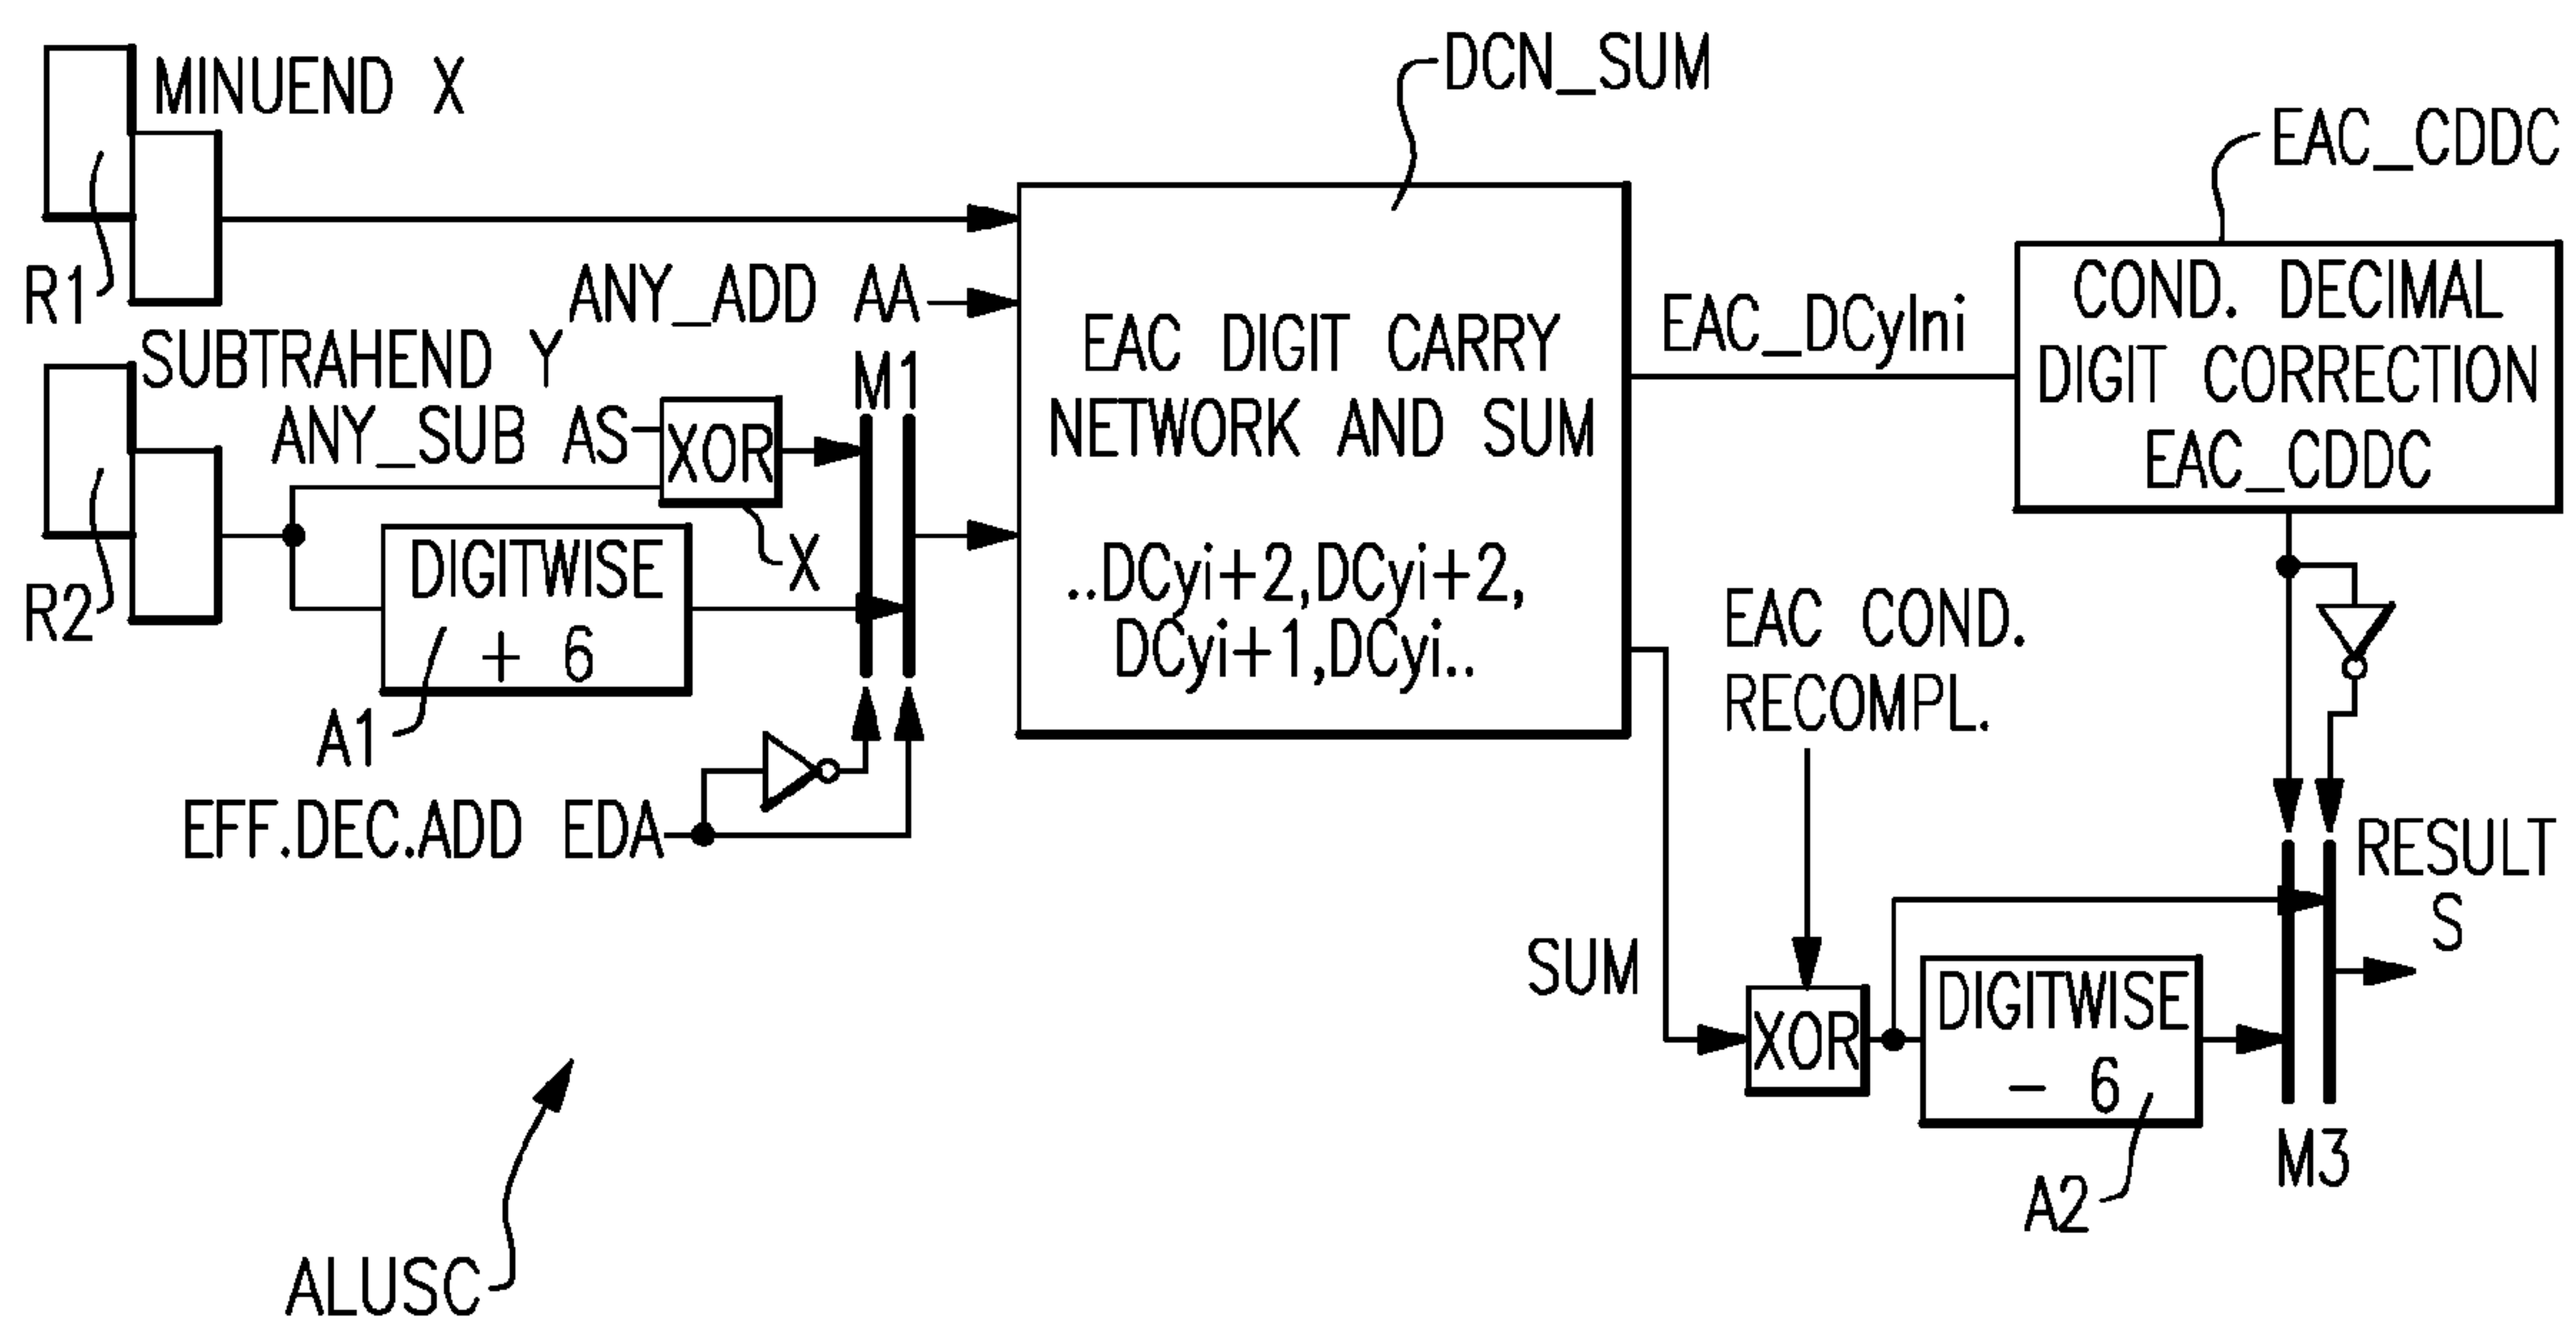 MINUEND X
R1
SUBTRAHEND Y
R2
ANY_ADD AA
ANY_SUB AS
XOR
X
M1
DIGITWISE
+ 6
A1
EFF.DEC.ADD EDA
DCN_SUM
EAC DIGIT CARRY
NETWORK AND SUM
..DCyi+2,DCyi+2,
DCyi+1,DCyi..
EAC_DCyIni
EAC_CDDC
COND. DECIMAL
DIGIT CORRECTION
EAC_CDDC
EAC COND.
RECOMPL.
SUM
XOR
DIGITWISE
- 6
A2
M3
RESULT
S
ALUSC